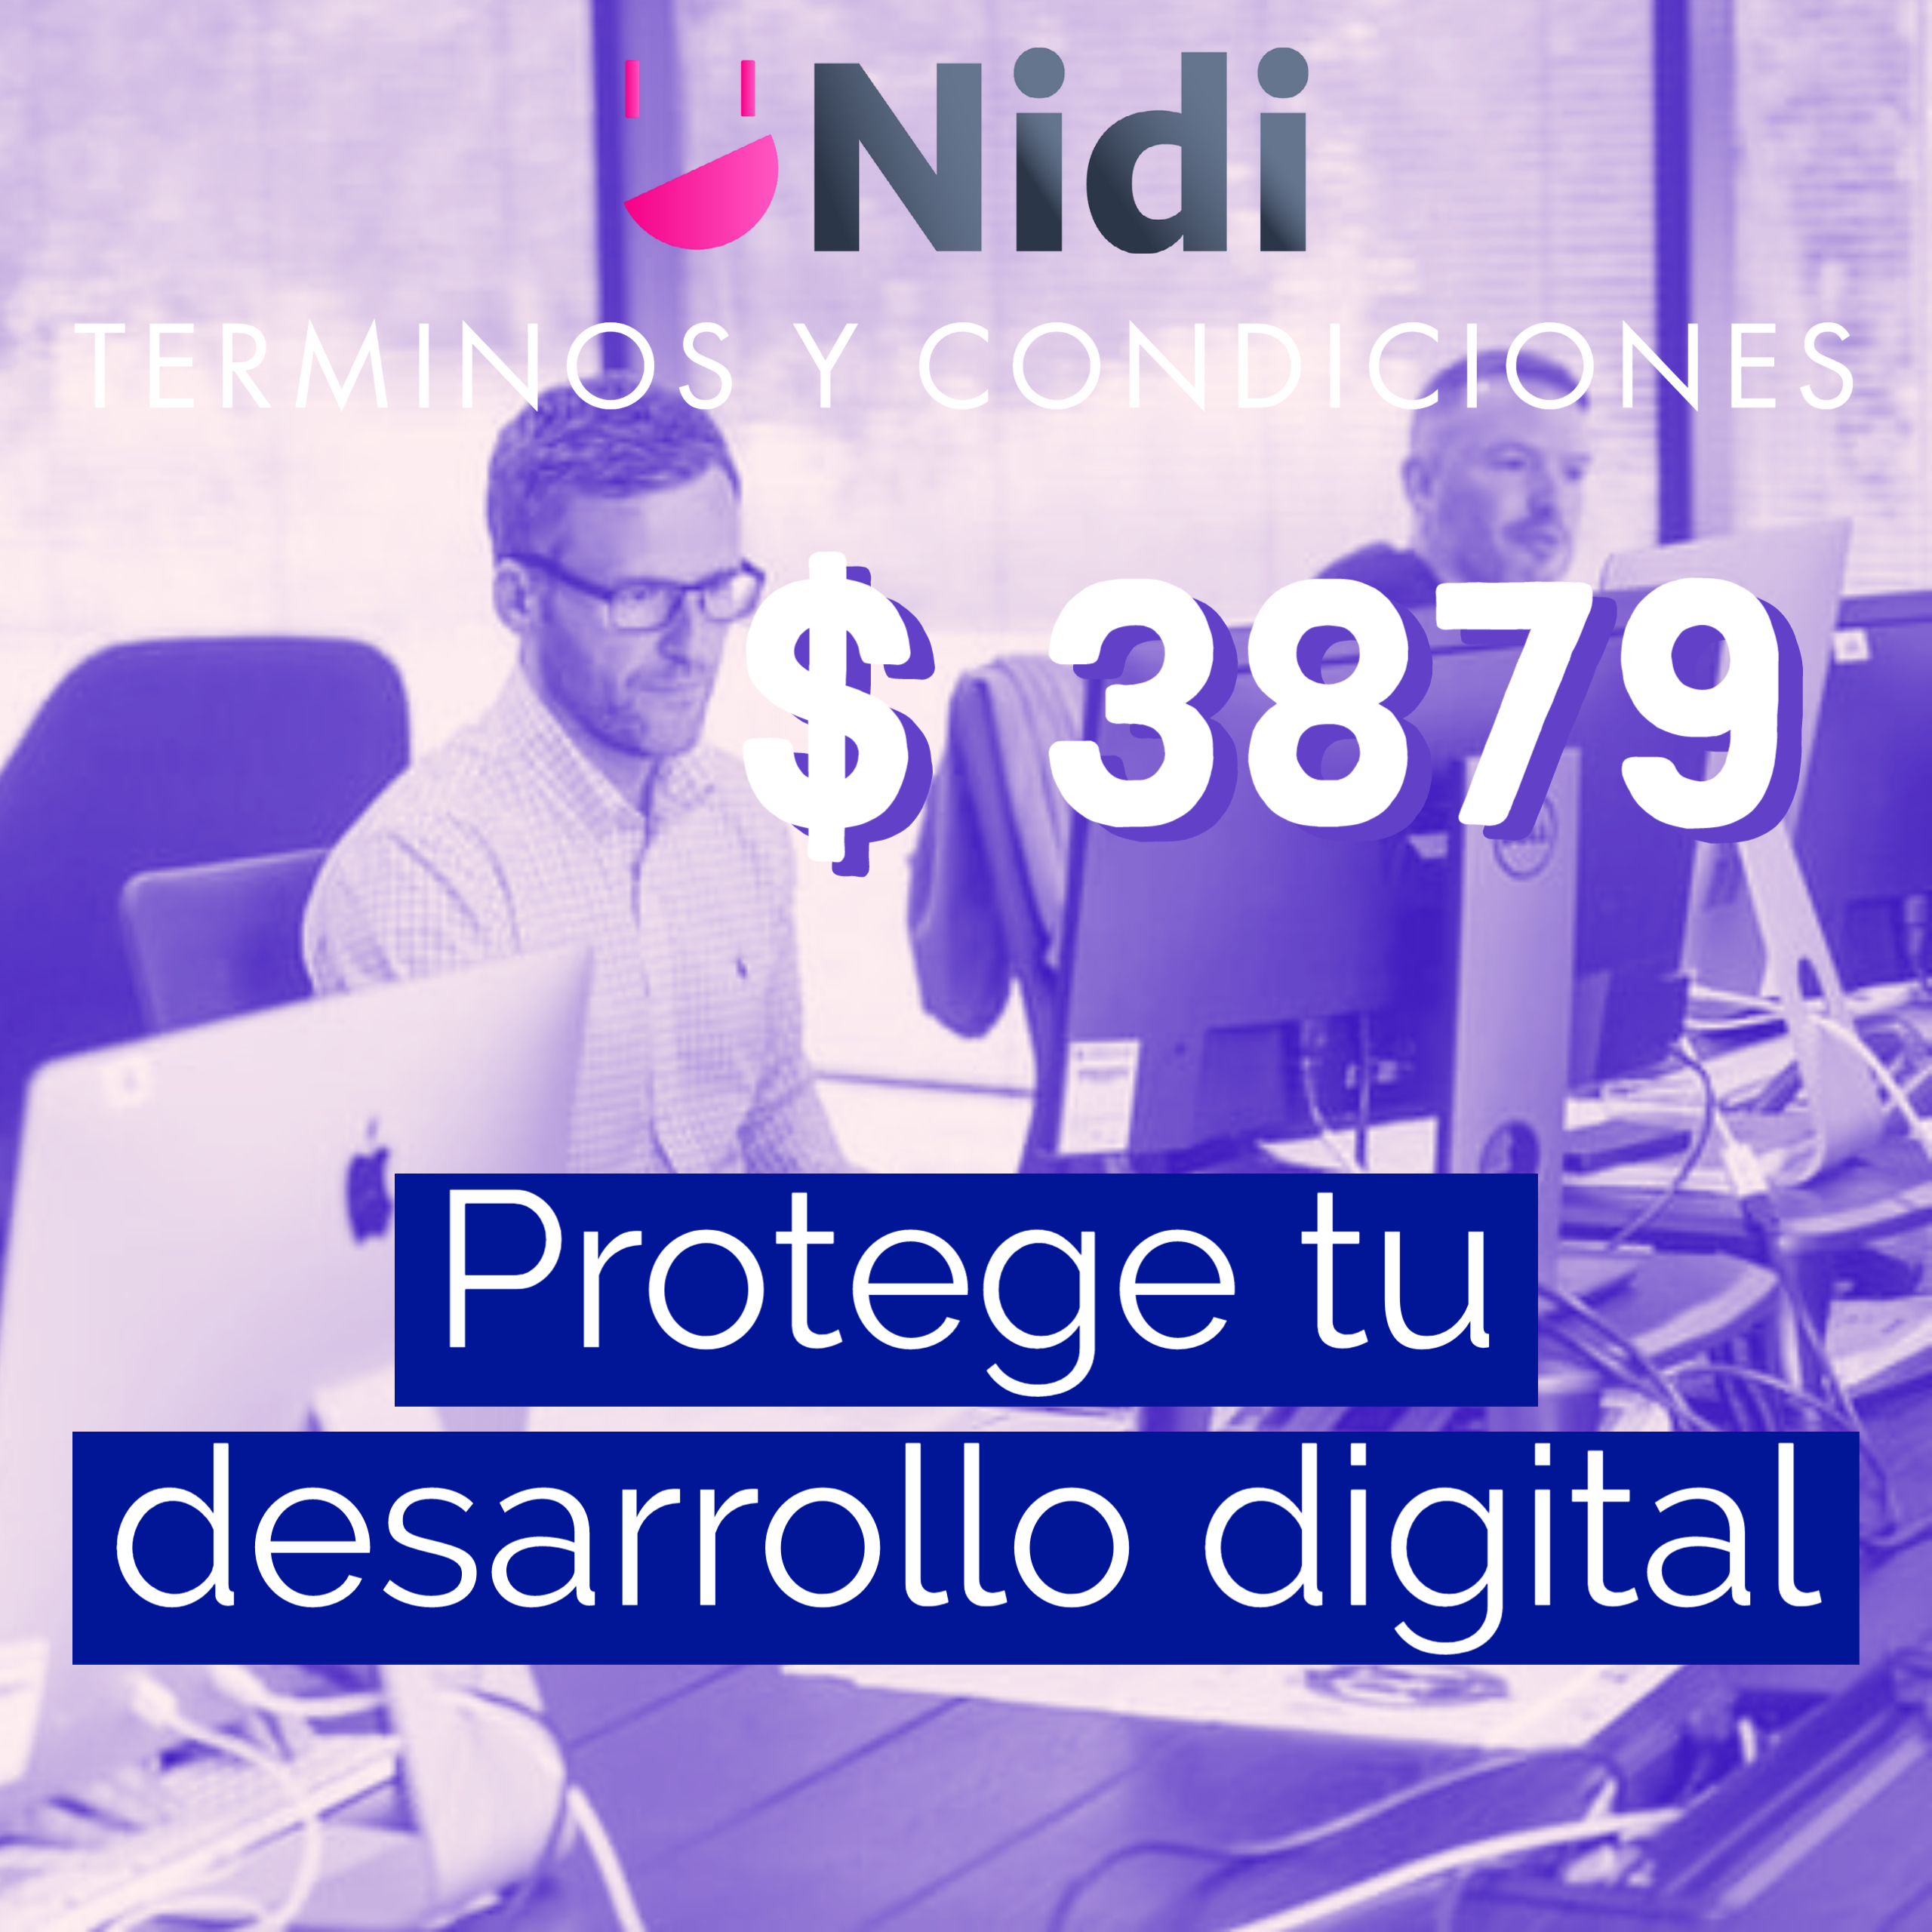 Nidi
TERMINOS Y CONDICIONES
$ 3879
Protege tu
desarrollo digital